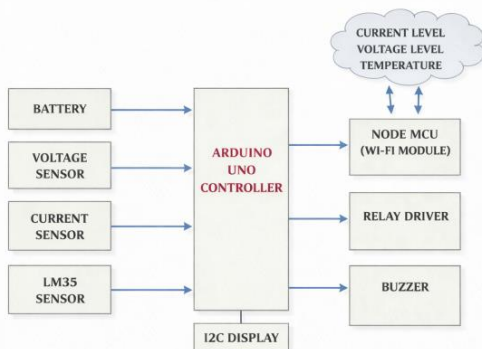 CURRENT LEVEL
VOLTAGE LEVEL
TEMPERATURE
BATTERY
VOLTAGE
SENSOR
CURRENT
SENSOR
LM35
SENSOR
ARDUINO
UNO
CONTROLLER
NODE MCU
(WI-FI MODULE)
RELAY DRIVER
BUZZER
I2C DISPLAY